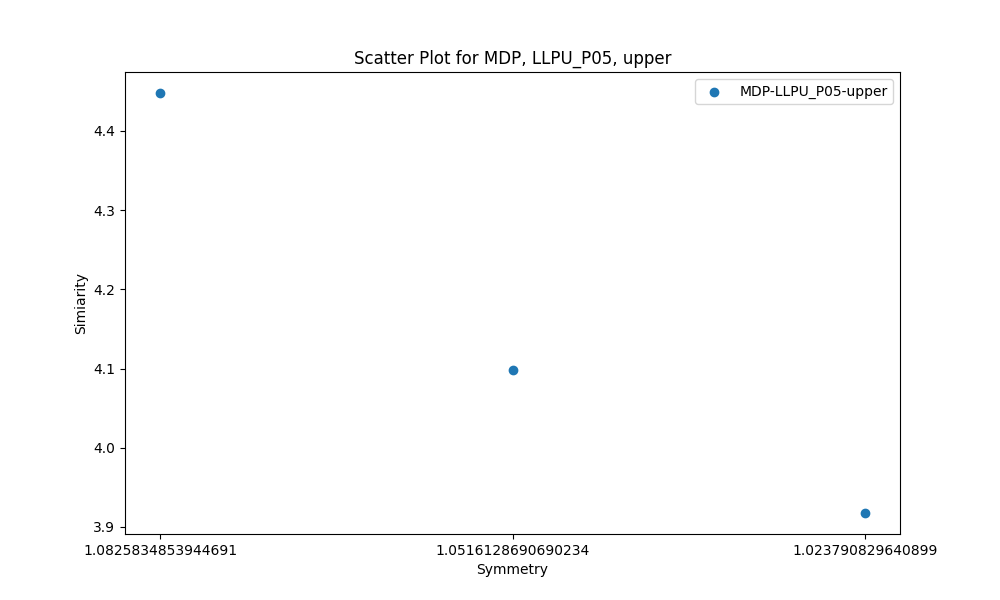 Scatter Plot for MDP, LLPU_P05, upper
MDP-LLPU_P05-upper
4.4
4.3
4.2
4.1
4.0
3.9
Simiarity
1.0825834853944691
1.0516128690690234
1.023790829640899
Symmetry